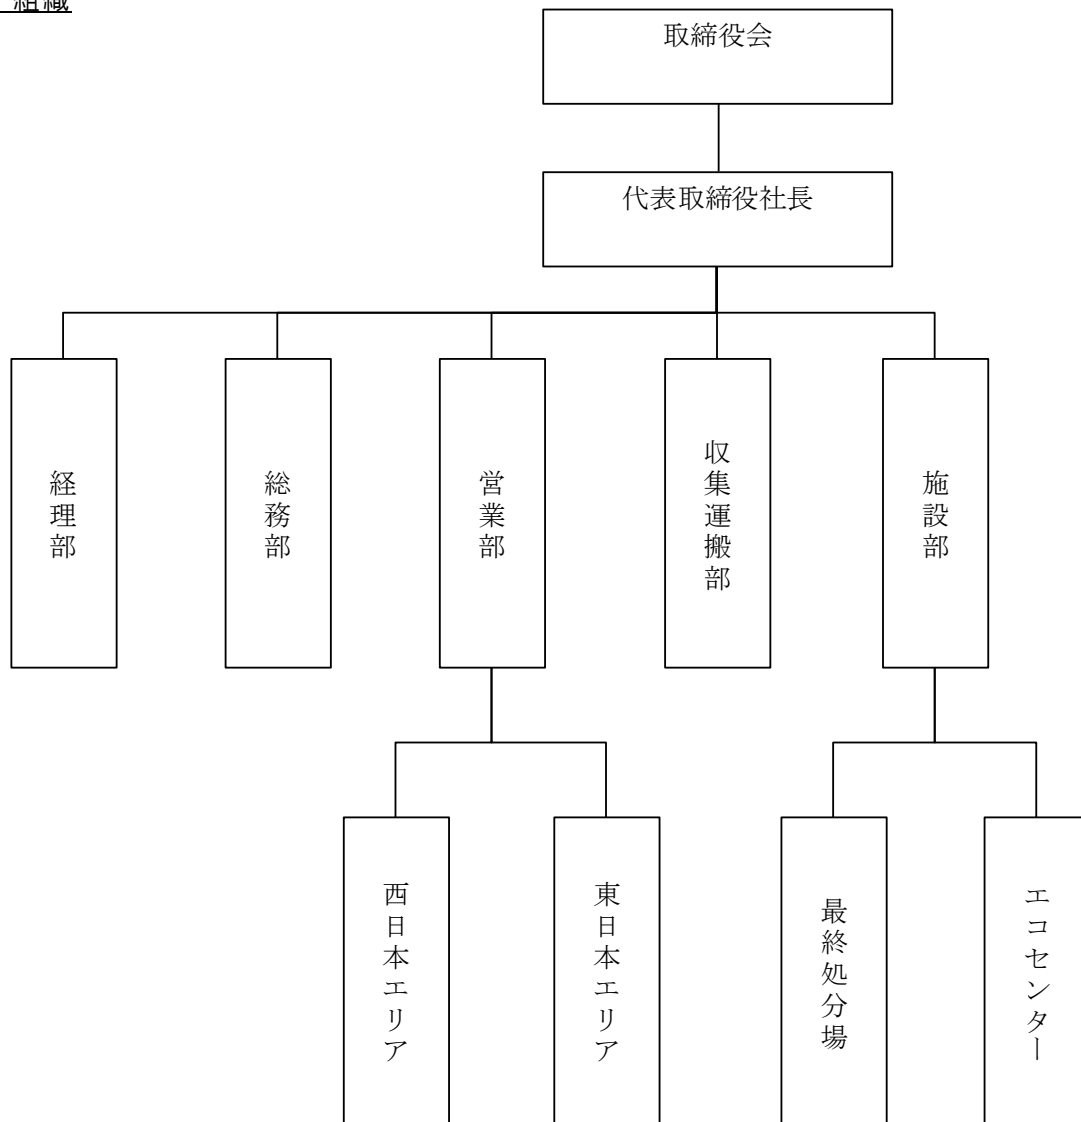 組織
取締役会
代表取締役社長
経理部
総務部
営業部
収集運搬部
施設部
西日本エリア
東日本エリア
最終処分場
エコセンター